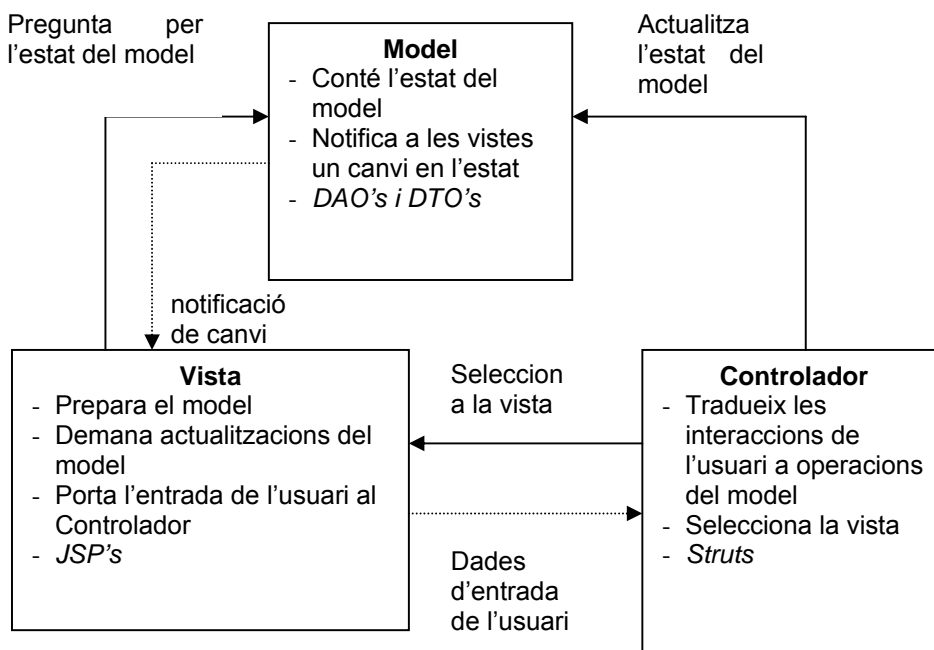 Pregunta per
l’estat del model
Actualitza
l’estat del
model
Model
- Conté l’estat del
model
- Notifica a les vistes
un canvi en l’estat
- DAO’s i DTO’s
notificació
de canvi
Vista
- Prepara el model
- Demana actualitzacions del
model
- Porta l’entrada de l’usuari al
Controlador
- JSP’s
Seleccion
a la vista
Dades
d’entrada
de l’usuari
Controlador
- Tradueix les
interaccions de
l’usuari a operacions
del model
- Selecciona la vista
- Struts